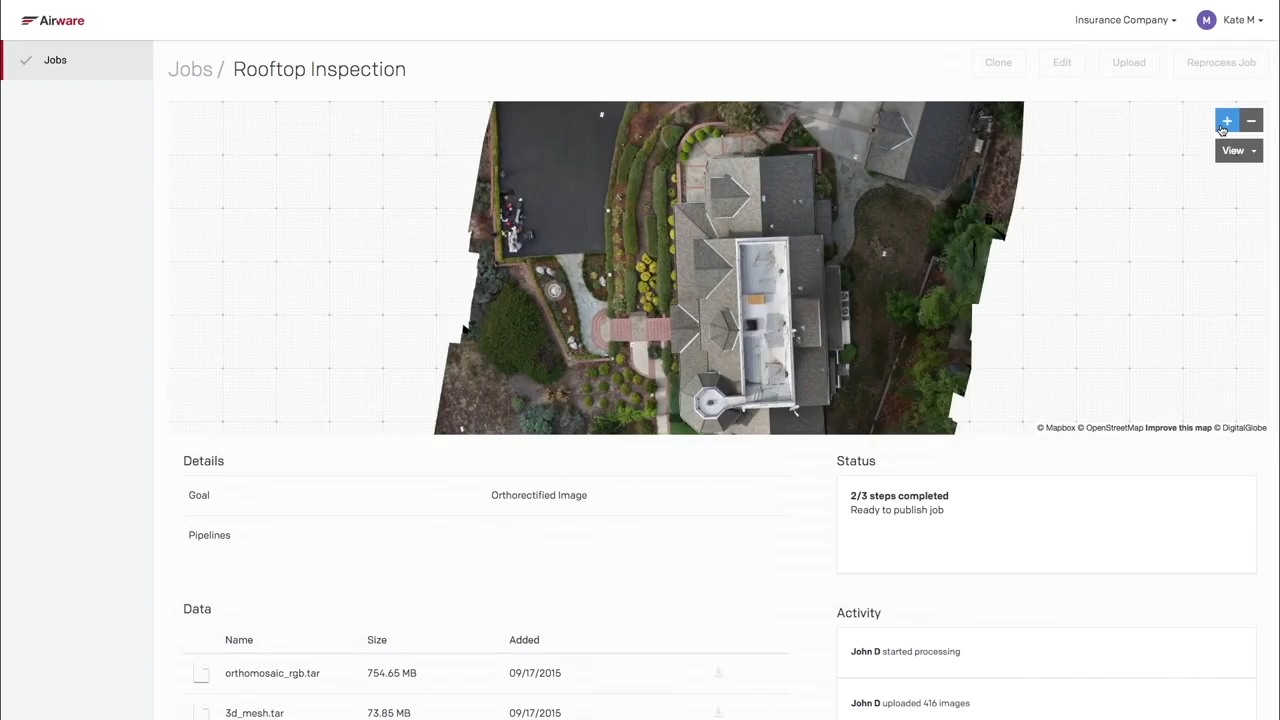 Airware
Insurance Company
M
Kate M
Jobs
Jobs / Rooftop Inspection
Clone
Edit
Upload
Reprocess Job
+ −
View
© Mapbox © OpenStreetMap Improve this map © DigitalGlobe
Details
Goal
Orthorectified Image
Pipelines
Status
2/3 steps completed
Ready to publish job
Data
Name
Size
Added
orthomosaic_rgb.tar
754.65 MB
09/17/2015
3d_mesh.tar
73.85 MB
09/17/2015
Activity
John D started processing
John D uploaded 416 images